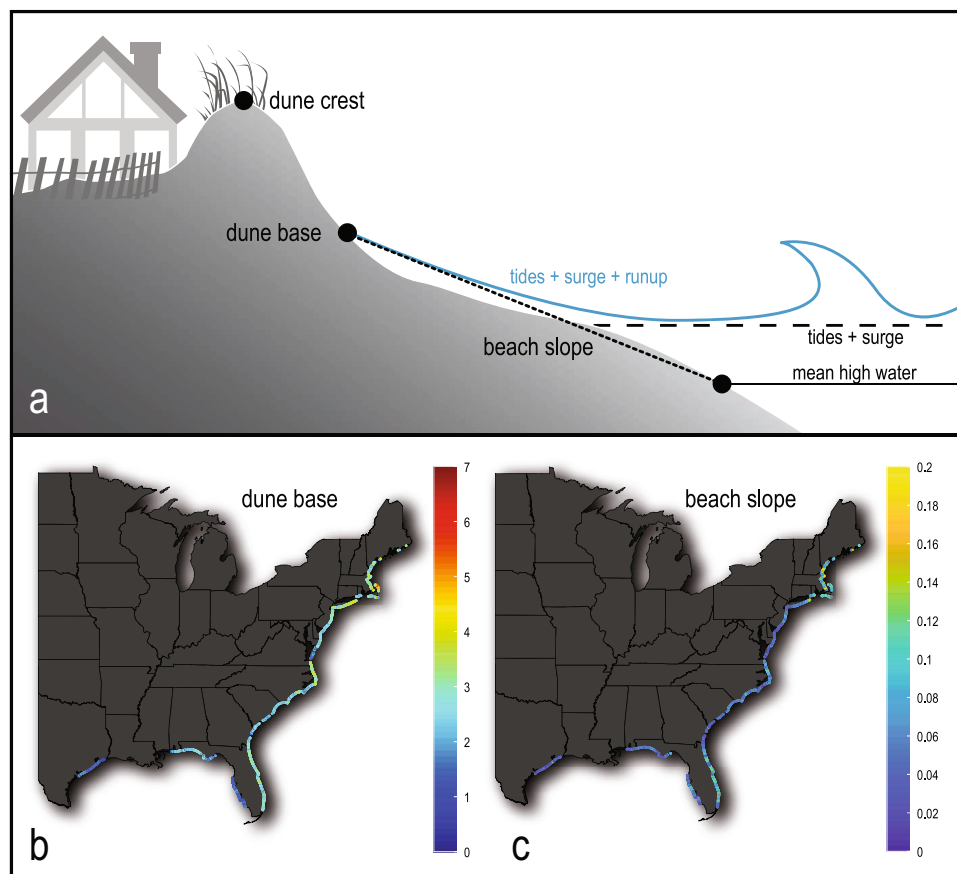 dune crest
dune base
tides + surge + runup
beach slope
tides + surge
mean high water
a
dune base
7
6
5
4
3
2
1
0
b
beach slope
0.2
0.18
0.16
0.14
0.12
0.1
0.08
0.06
0.04
0.02
0
c